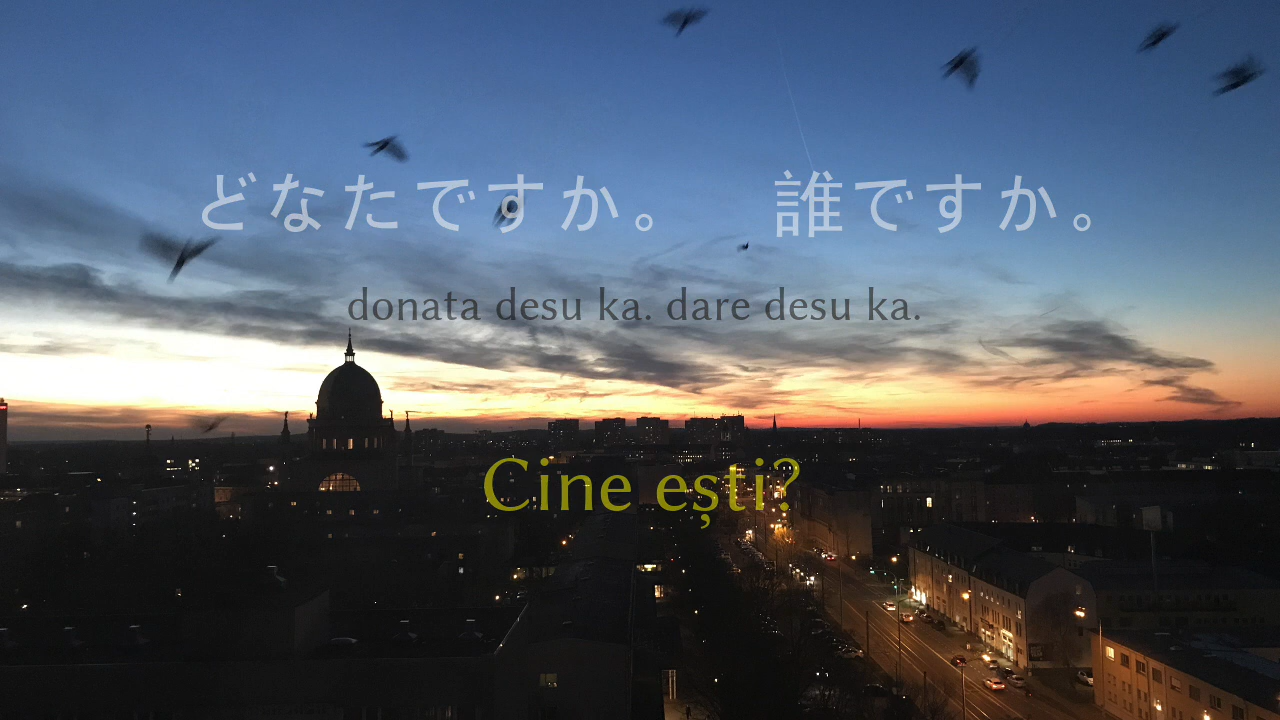 どなたですか。　誰ですか。
donata desu ka. dare desu ka.
Cine ești?